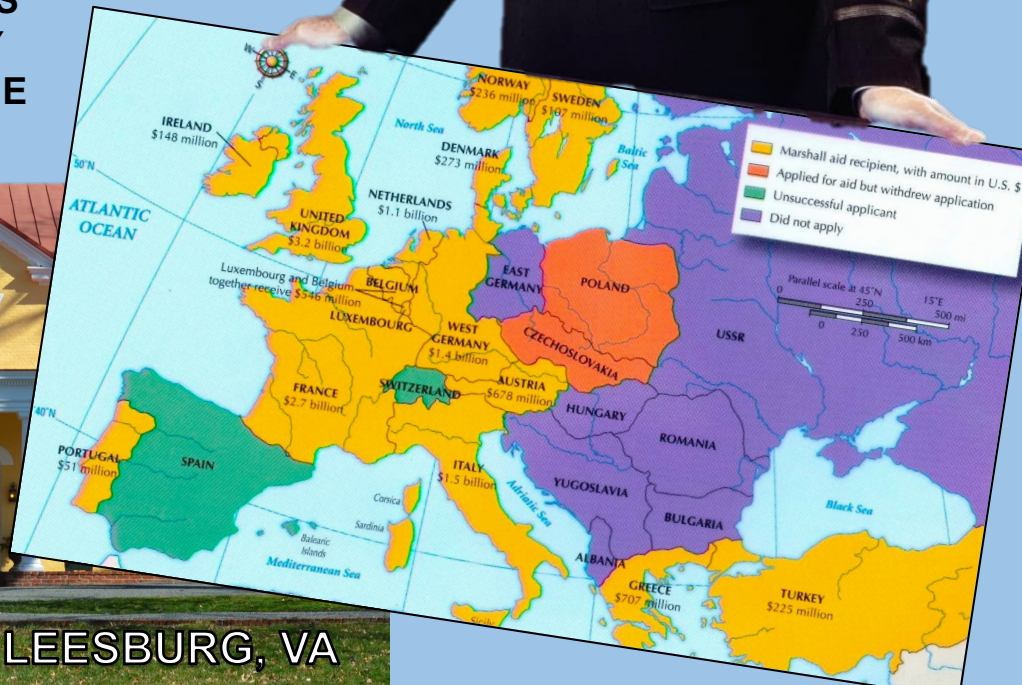 S
Y
E
W
E
S
NORWAY
$236 million
SWEDEN
$107 million
IRELAND
$148 million
North Sea
DENMARK
$273 million
Baltic
Sea
Marshall aid recipient, with amount in U.S. $
Applied for aid but withdrew application
Unsuccessful applicant
Did not apply
50°N
ATLANTIC
OCEAN
NETHERLANDS
$1.1 billion
UNITED
KINGDOM
$3.2 billion
Luxembourg and Belgium
together receive $546 million
BELGIUM
LUXEMBOURG
EAST
GERMANY
POLAND
Parallel scale at 45°N
15°E
0 250 500 mi
0 250 500 km
WEST
GERMANY
$1.4 billion
CZECHOSLOVAKIA
USSR
FRANCE
$2.7 billion
SWITZERLAND
AUSTRIA
$678 million
HUNGARY
ROMANIA
40°N
PORTUGAL
$51 million
SPAIN
ITALY
$1.5 billion
YUGOSLAVIA
Adriatic Sea
Corsica
Sardinia
BULGARIA
Black Sea
Balearic
Islands
Mediterranean Sea
ALBANIA
GREECE
$707 million
TURKEY
$225 million
Sicily
LEESBURG, VA